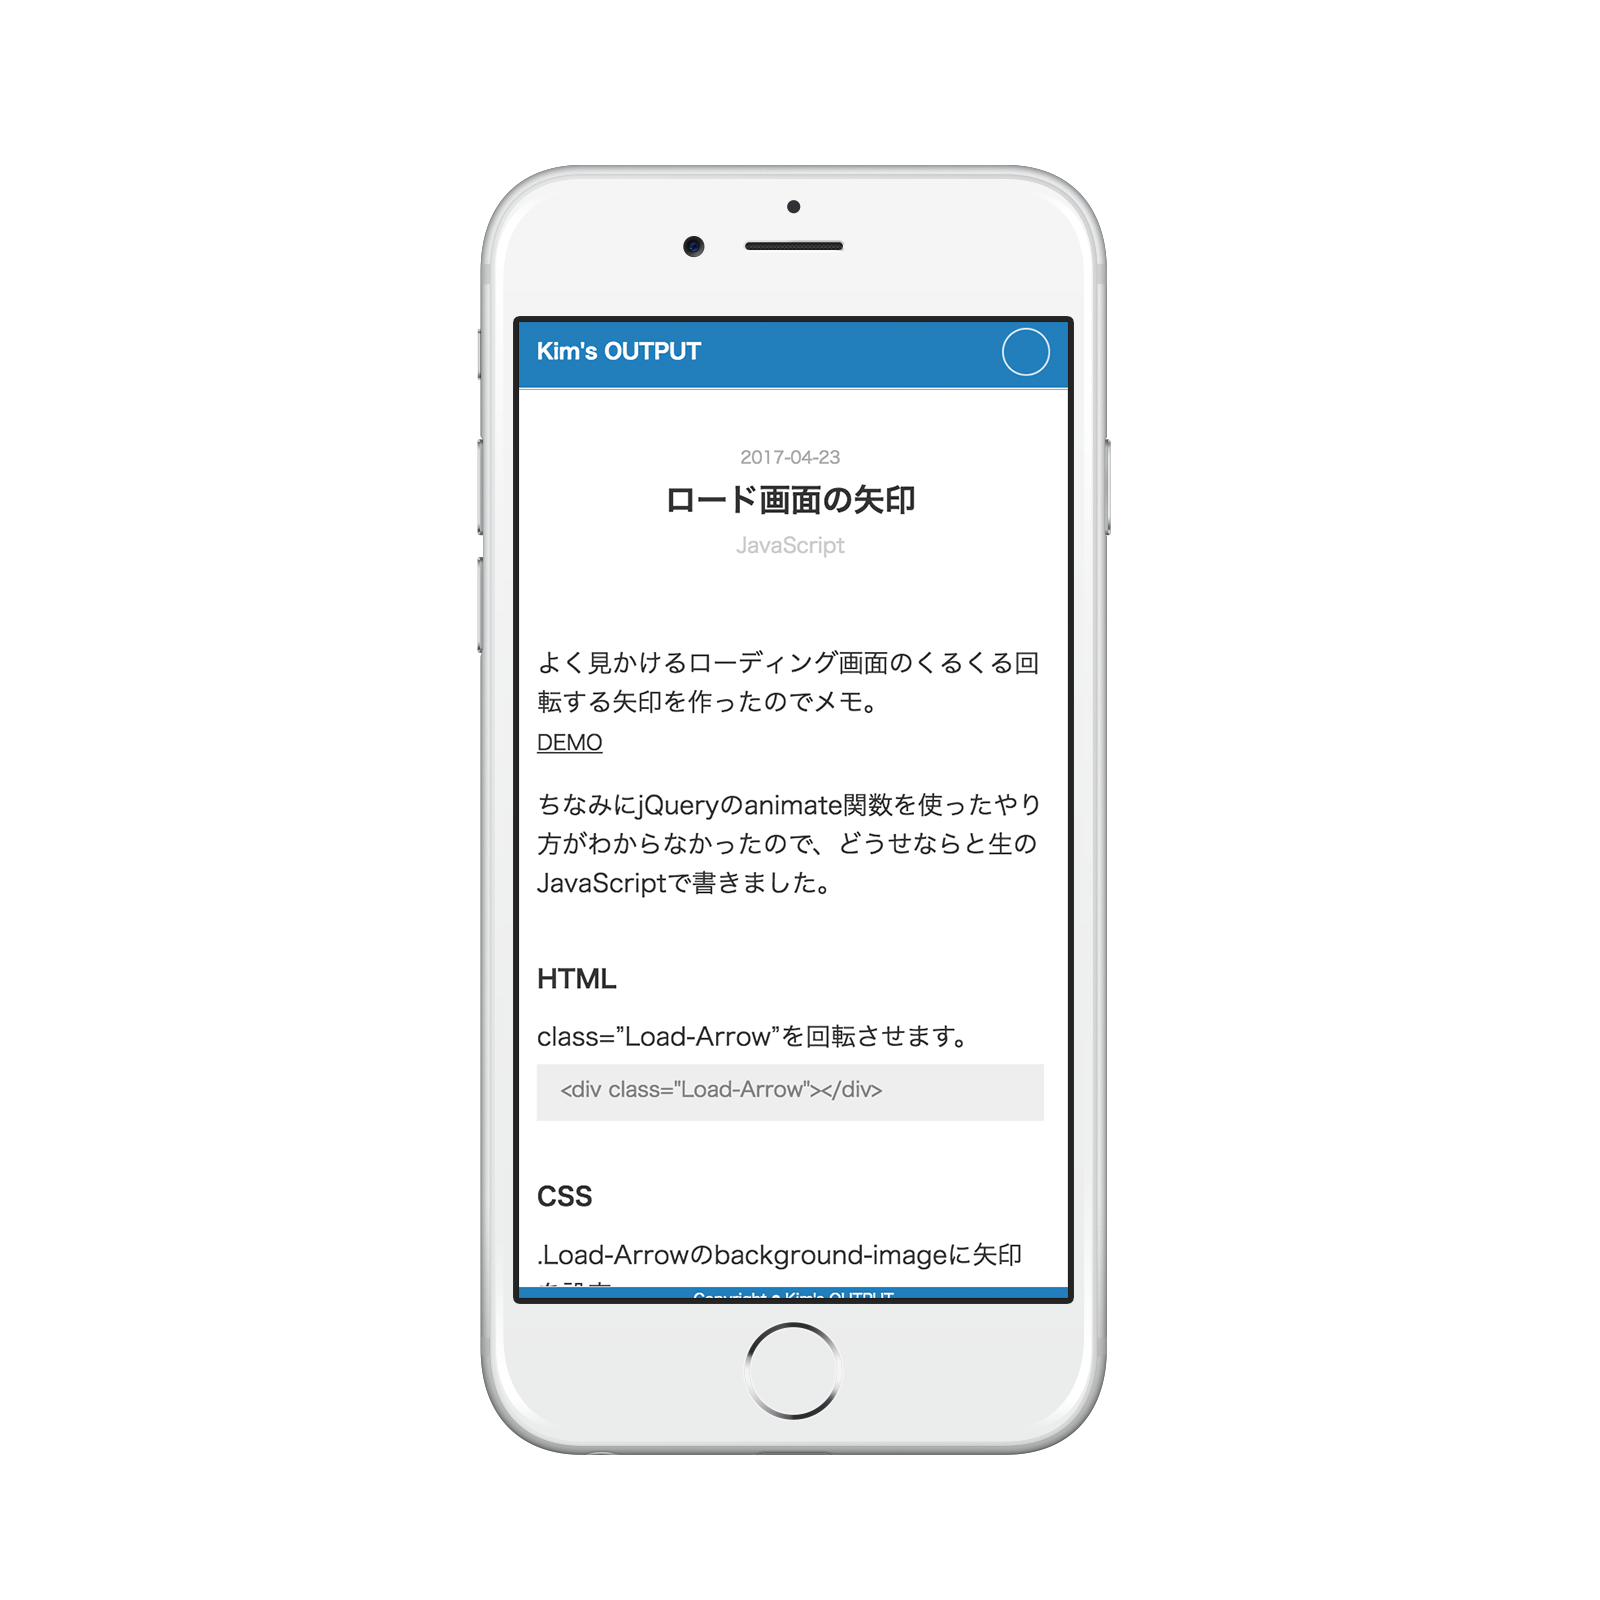 Kim's OUTPUT
2017-04-23
ロード画面の矢印
JavaScript
よく見かけるローディング画面のくるくる回
転する矢印を作ったのでメモ。
DEMO
ちなみにjQueryのanimate関数を使ったやり
方がわからなかったので、どうせならと生の
JavaScriptで書きました。
HTML
class=”Load-Arrow”を回転させます。
<div class="Load-Arrow"></div>
CSS
.Load-Arrowのbackground-imageに矢印
Copyright © Kim's OUTPUT